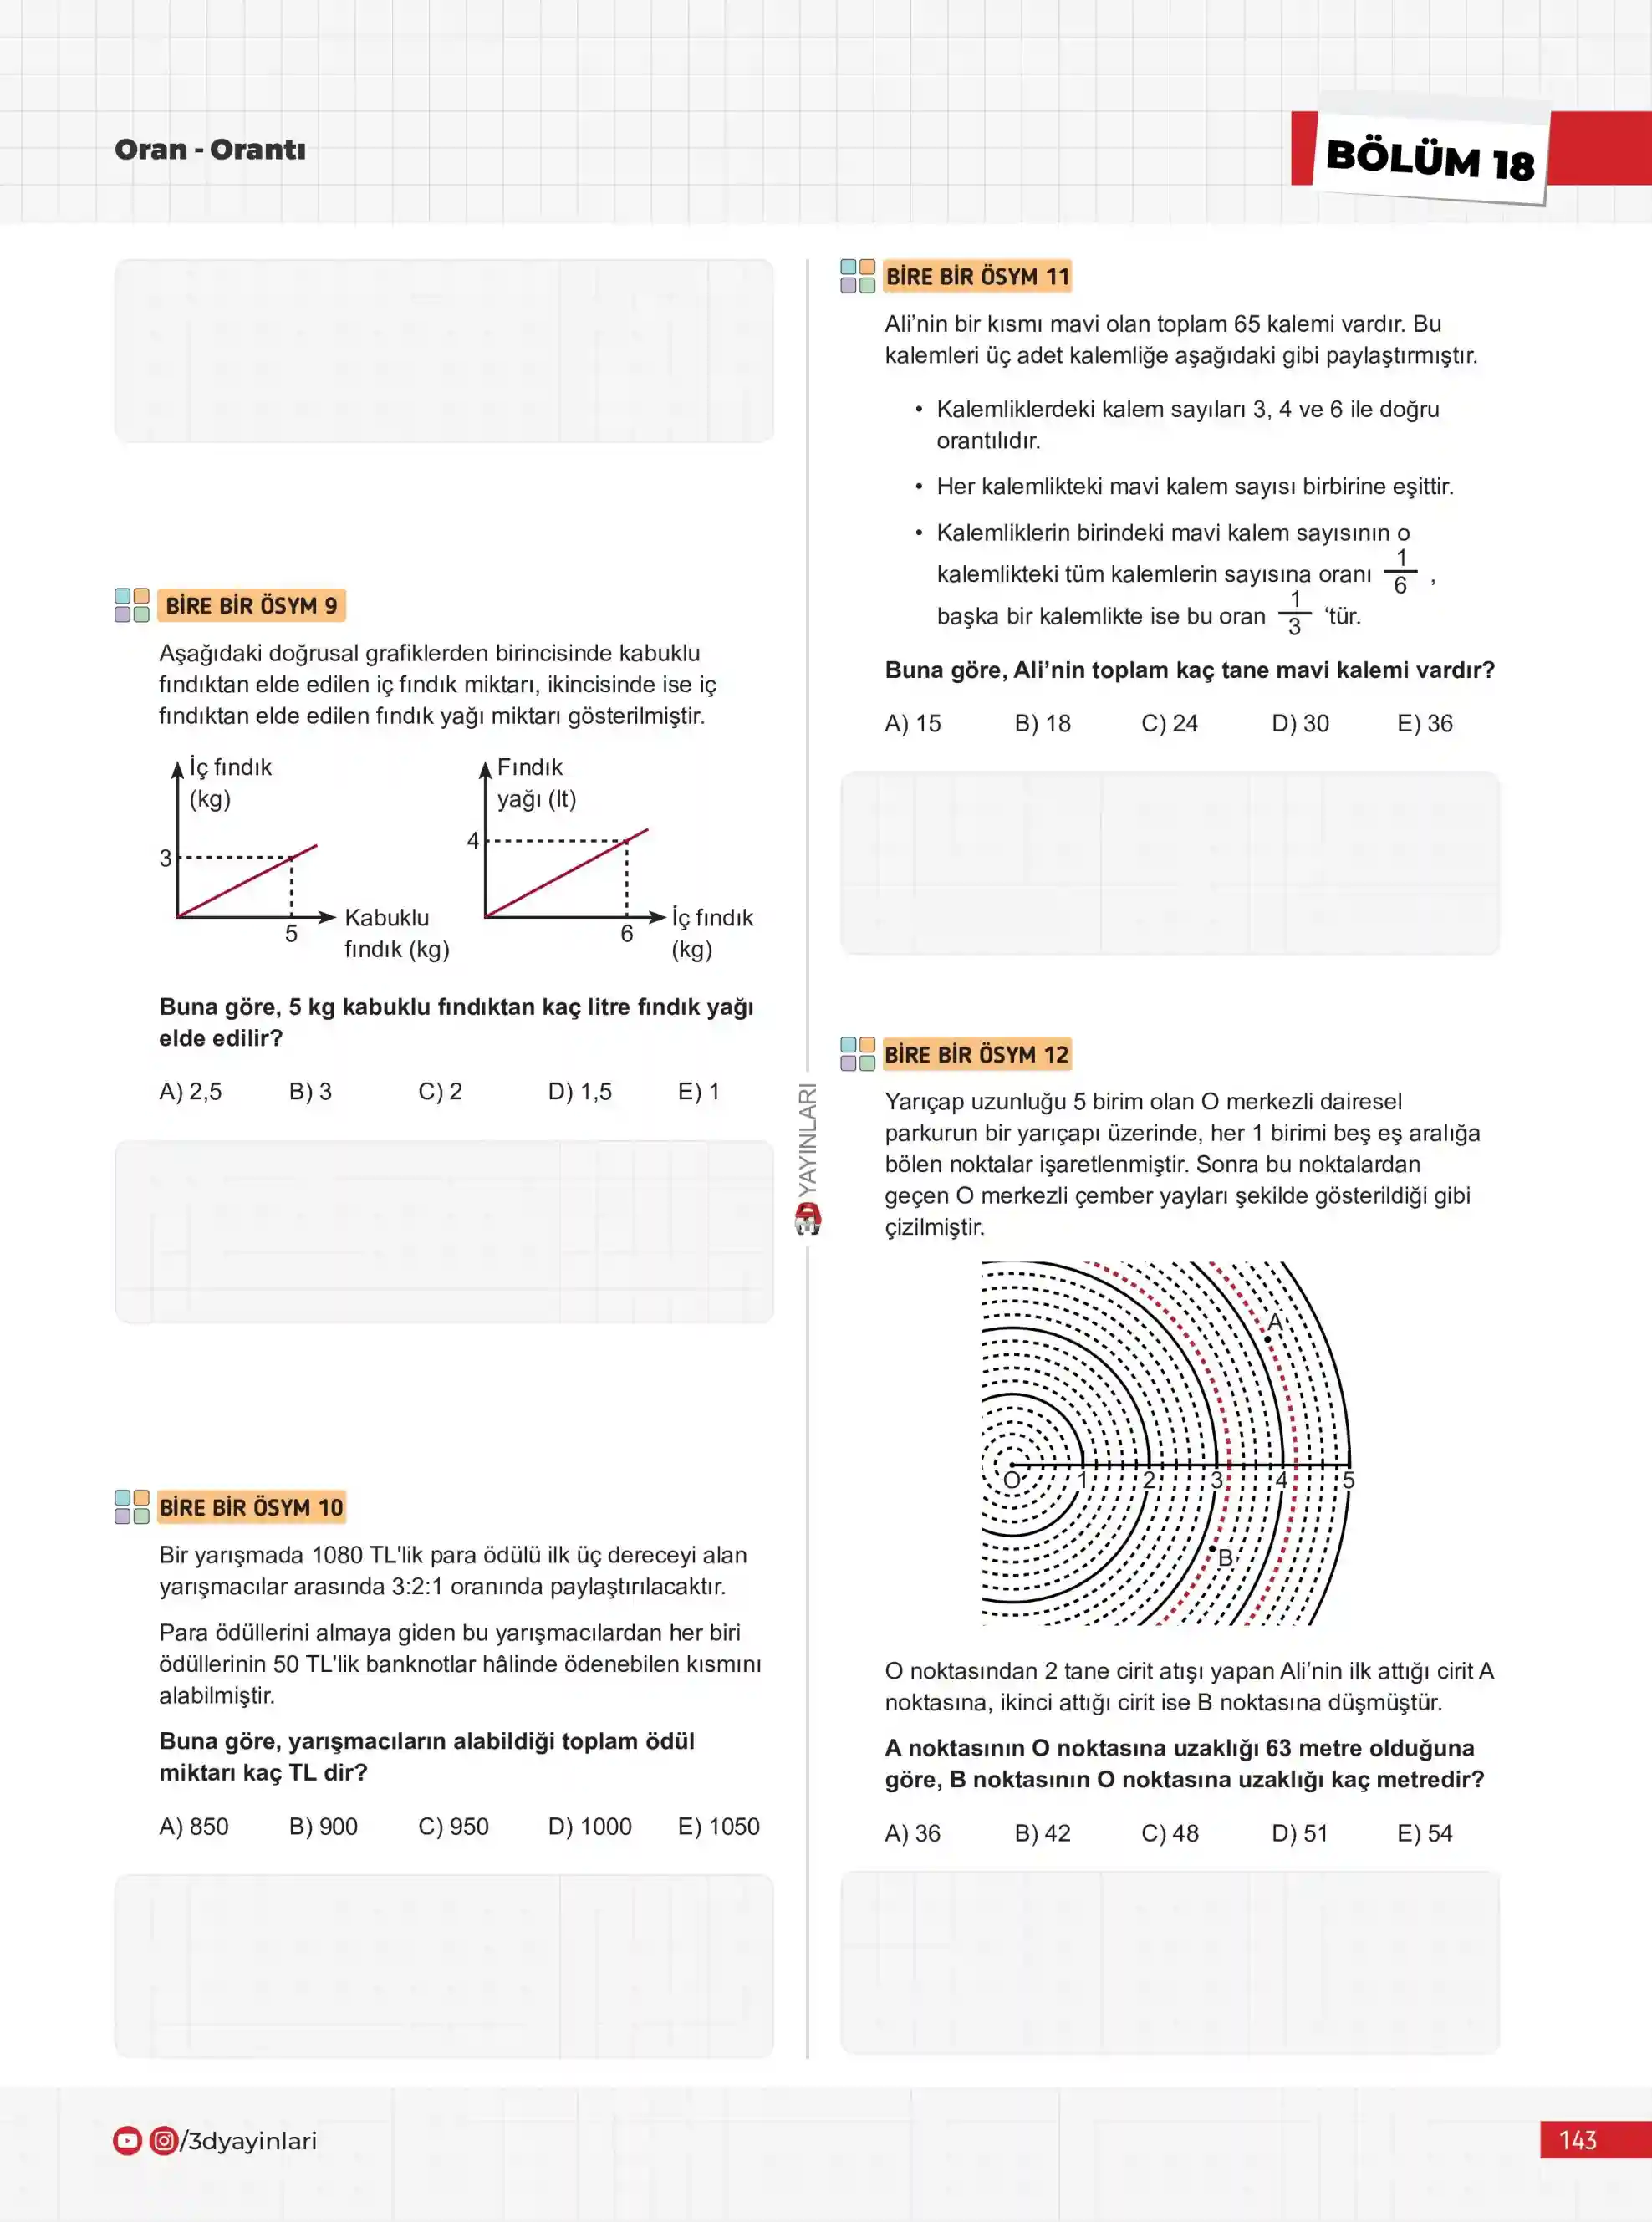 Oran - Orantı
BÖLÜM 18
BİRE BİR ÖSYM 9
Aşağıdaki doğrusal grafiklerden birincisinde kabuklu
fındıktan elde edilen iç fındık miktarı, ikincisinde ise iç
fındıktan elde edilen fındık yağı miktarı gösterilmiştir.
İç fındık
(kg)
3
5
Kabuklu
fındık (kg)
Fındık
yağı (lt)
4
6
İç fındık
(kg)
Buna göre, 5 kg kabuklu fındıktan kaç litre fındık yağı
elde edilir?
A) 2,5 B) 3 C) 2 D) 1,5 E) 1
BİRE BİR ÖSYM 10
Bir yarışmada 1080 TL'lik para ödülü ilk üç dereceyi alan
yarışmacılar arasında 3:2:1 oranında paylaştırılacaktır.
Para ödüllerini almaya giden bu yarışmacılardan her biri
ödüllerinin 50 TL'lik banknotlar hâlinde ödenebilen kısmını
alabilmiştir.
Buna göre, yarışmacıların alabildiği toplam ödül
miktarı kaç TL dir?
A) 850 B) 900 C) 950 D) 1000 E) 1050
3D YAYINLARI
BİRE BİR ÖSYM 11
Ali’nin bir kısmı mavi olan toplam 65 kalemi vardır. Bu
kalemleri üç adet kalemliğe aşağıdaki gibi paylaştırmıştır.
• Kalemliklerdeki kalem sayıları 3, 4 ve 6 ile doğru
orantılıdır.
• Her kalemlikteki mavi kalem sayısı birbirine eşittir.
• Kalemliklerin birindeki mavi kalem sayısının o
kalemlikteki tüm kalemlerin sayısına oranı 1/6 ,
başka bir kalemlikte ise bu oran 1/3 ‘tür.
Buna göre, Ali’nin toplam kaç tane mavi kalemi vardır?
A) 15 B) 18 C) 24 D) 30 E) 36
BİRE BİR ÖSYM 12
Yarıçap uzunluğu 5 birim olan O merkezli dairesel
parkurun bir yarıçapı üzerinde, her 1 birimi beş eş aralığa
bölen noktalar işaretlenmiştir. Sonra bu noktalardan
geçen O merkezli çember yayları şekilde gösterildiği gibi
çizilmiştir.
A
O 1 2 3 4 5
B
O noktasından 2 tane cirit atışı yapan Ali’nin ilk attığı cirit A
noktasına, ikinci attığı cirit ise B noktasına düşmüştür.
A noktasının O noktasına uzaklığı 63 metre olduğuna
göre, B noktasının O noktasına uzaklığı kaç metredir?
A) 36 B) 42 C) 48 D) 51 E) 54
/3dyayinlari
143